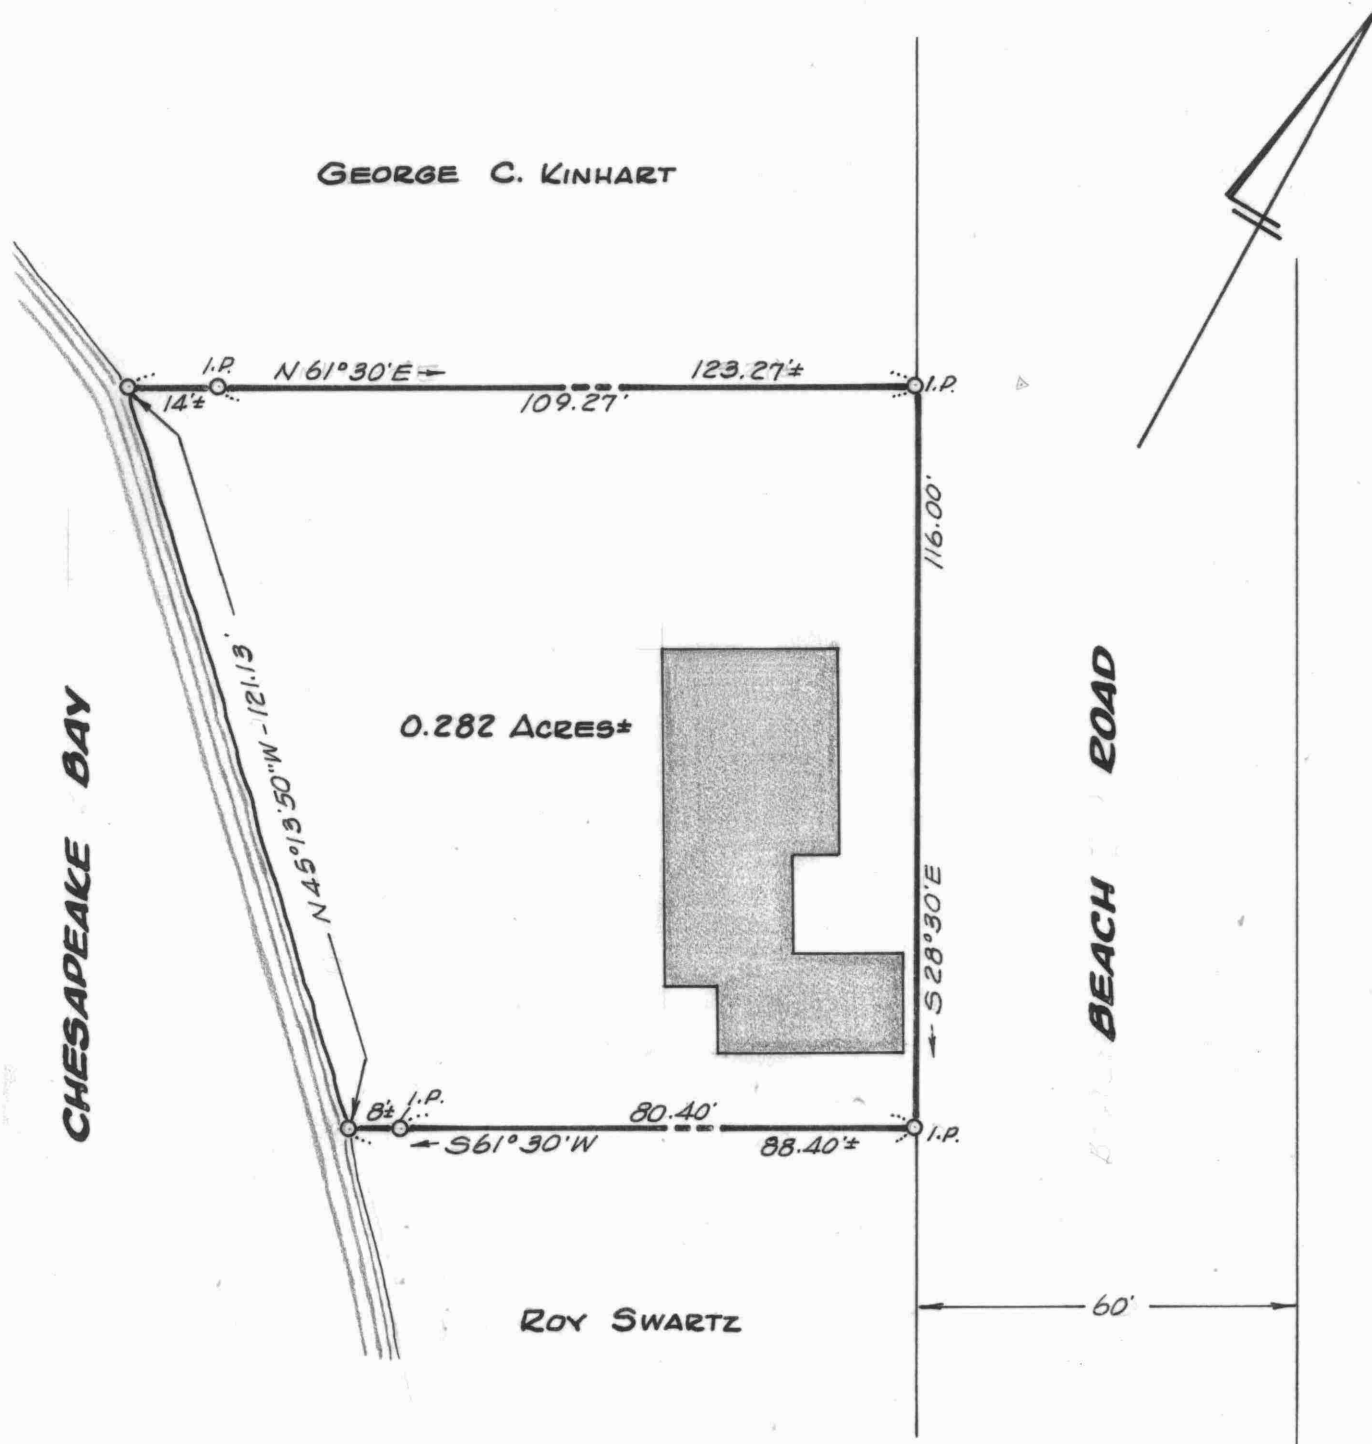 GEORGE C. KINHART
I.P.
N 61°30'E →
123.27'±
I.P.
14'±
109.27'
116.00'
N 45°13'50"W - 121.13'
0.282 ACRES±
CHESAPEAKE BAY
BEACH ROAD
← S 28°30'E
8'±
I.P.
80.40'
← S61°30'W
88.40'±
I.P.
60'
ROY SWARTZ